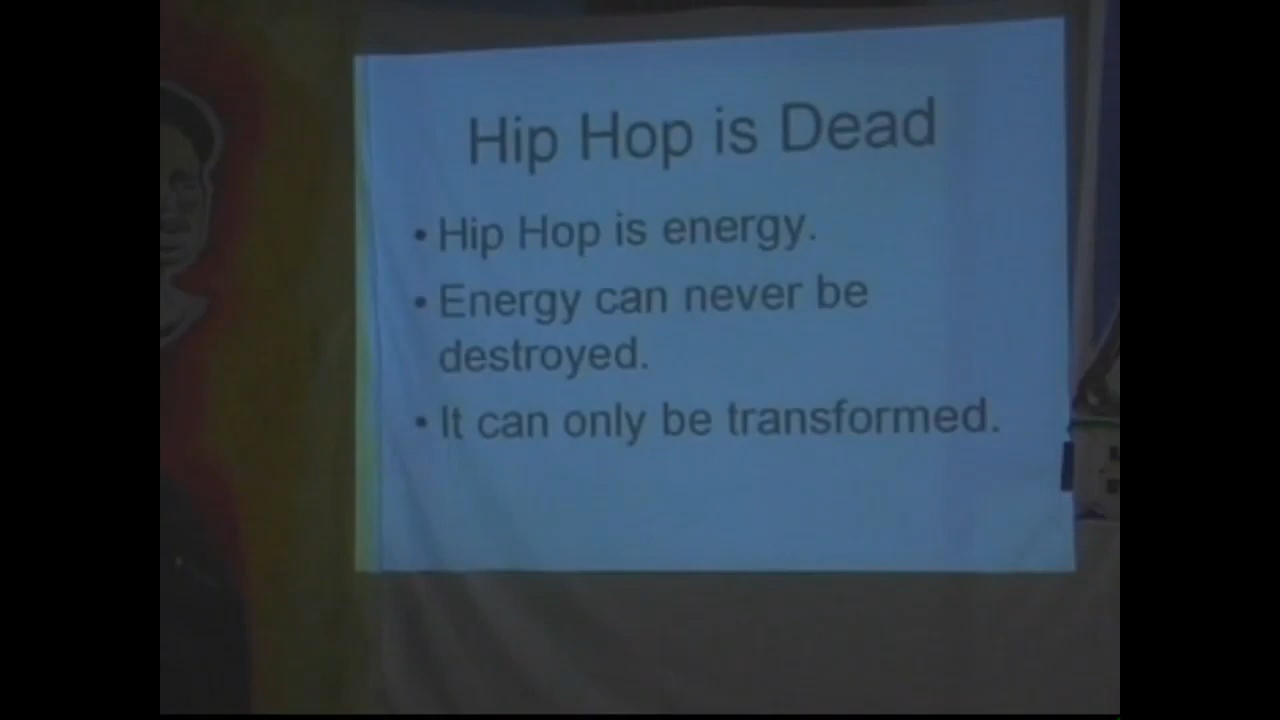 Hip Hop is Dead
• Hip Hop is energy.
• Energy can never be
destroyed.
• It can only be transformed.